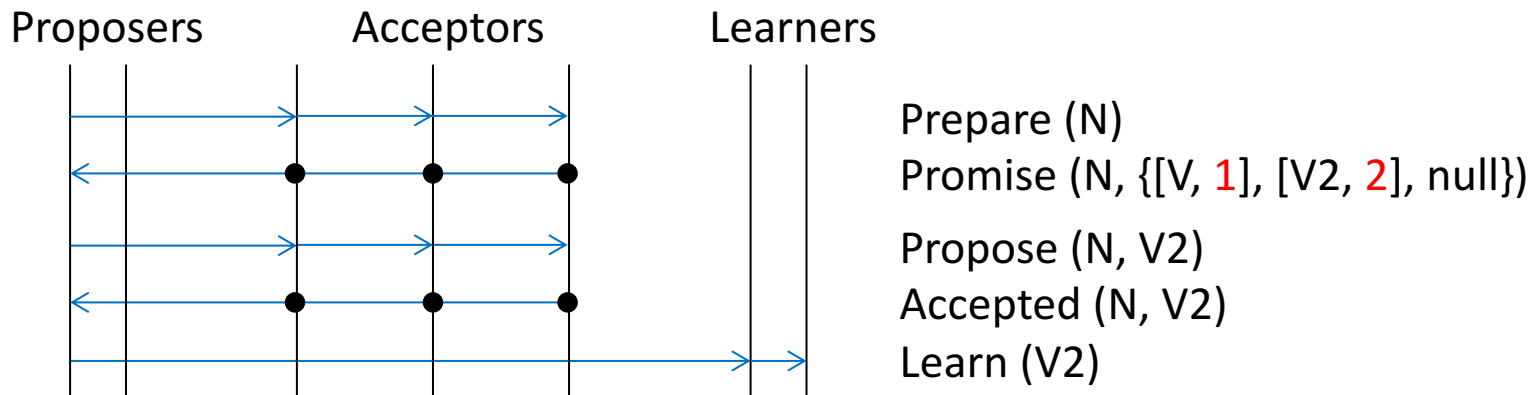 Proposers Acceptors Learners
Prepare (N)
Promise (N, {[V, 1], [V2, 2], null})
Propose (N, V2)
Accepted (N, V2)
Learn (V2)